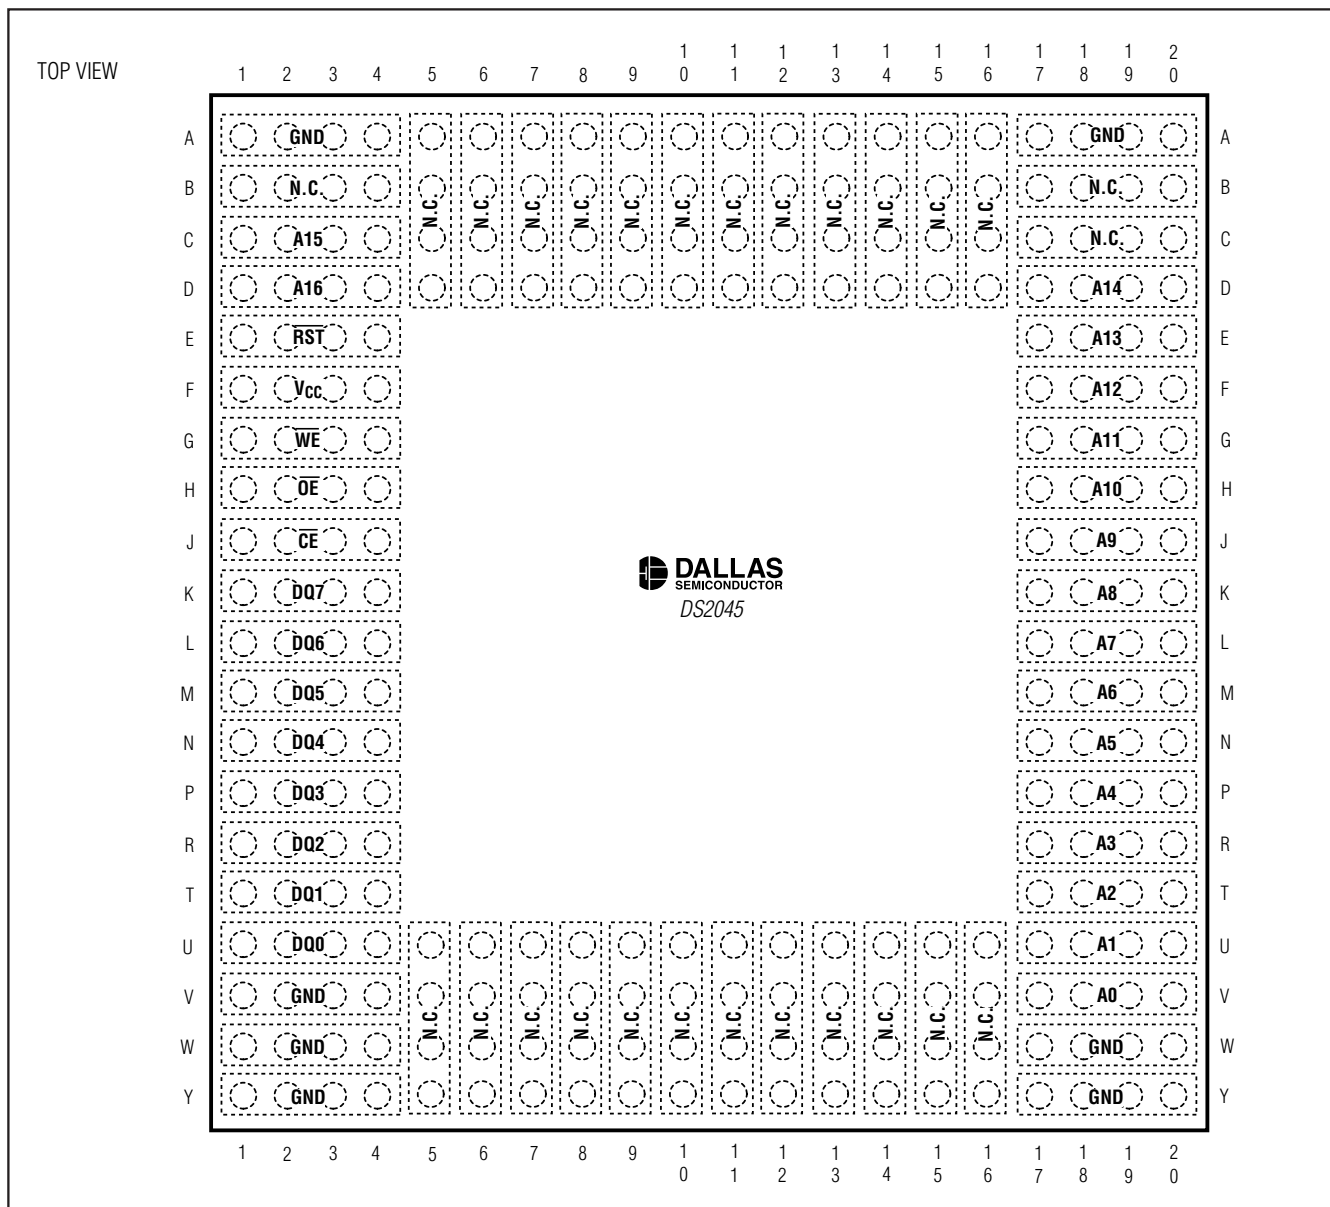 TOP VIEW
1 2 3 4 5 6 7 8 9 10 11 12 13 14 15 16 17 18 19 20
A GND GND A
B N.C. N.C. B
N.C. N.C. N.C. N.C. N.C. N.C. N.C. N.C. N.C. N.C. N.C. N.C.
C A15 N.C. C
D A16 A14 D
E R̅S̅T̅ A13 E
F VCC A12 F
G W̅E̅ A11 G
H O̅E̅ A10 H
J C̅E̅ A9 J
DALLAS
SEMICONDUCTOR
DS2045
K DQ7 A8 K
L DQ6 A7 L
M DQ5 A6 M
N DQ4 A5 N
P DQ3 A4 P
R DQ2 A3 R
T DQ1 A2 T
U DQ0 A1 U
V GND A0 V
N.C. N.C. N.C. N.C. N.C. N.C. N.C. N.C. N.C. N.C. N.C. N.C.
W GND GND W
Y GND GND Y
1 2 3 4 5 6 7 8 9 10 11 12 13 14 15 16 17 18 19 20